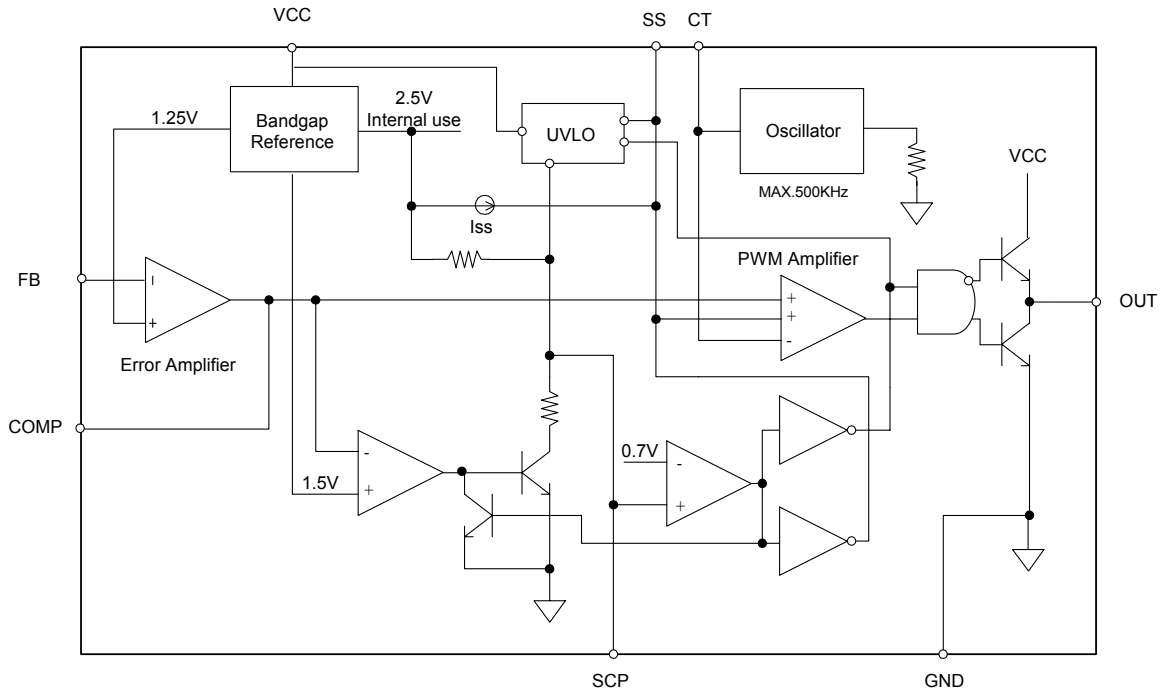 VCC
SS
CT
1.25V
Bandgap
Reference
2.5V
Internal use
UVLO
Oscillator
MAX.500KHz
VCC
Iss
FB
-
+
Error Amplifier
PWM Amplifier
+
+
-
OUT
COMP
-
1.5V
+
0.7V
-
+
SCP
GND